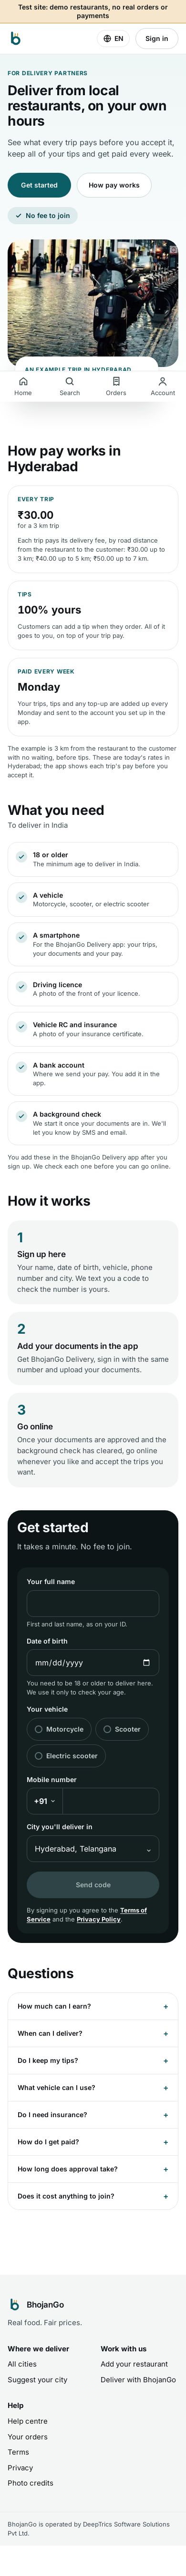 Test site: demo restaurants, no real orders or
payments
EN
Sign in
FOR DELIVERY PARTNERS
Deliver from local
restaurants, on your own
hours
See what every trip pays before you accept it,
keep all of your tips and get paid every week.
Get started
How pay works
No fee to join
AN EXAMPLE TRIP IN HYDERABAD
Home
Search
Orders
Account
How pay works in
Hyderabad
EVERY TRIP
₹30.00
for a 3 km trip
Each trip pays its delivery fee, by road distance
from the restaurant to the customer: ₹30.00 up to
3 km; ₹40.00 up to 5 km; ₹50.00 up to 7 km.
TIPS
100% yours
Customers can add a tip when they order. All of it
goes to you, on top of your trip pay.
PAID EVERY WEEK
Monday
Your trips, tips and any top-up are added up every
Monday and sent to the account you set up in the
app.
The example is 3 km from the restaurant to the customer
with no waiting, before tips. These are today's rates in
Hyderabad; the app shows each trip's pay before you
accept it.
What you need
To deliver in India
18 or older
The minimum age to deliver in India.
A vehicle
Motorcycle, scooter, or electric scooter
A smartphone
For the BhojanGo Delivery app: your trips,
your documents and your pay.
Driving licence
A photo of the front of your licence.
Vehicle RC and insurance
A photo of your insurance certificate.
A bank account
Where we send your pay. You add it in the
app.
A background check
We start it once your documents are in. We'll
let you know by SMS and email.
You add these in the BhojanGo Delivery app after you
sign up. We check each one before you can go online.
How it works
1
Sign up here
Your name, date of birth, vehicle, phone
number and city. We text you a code to
check the number is yours.
2
Add your documents in the app
Get BhojanGo Delivery, sign in with the same
number and upload your documents.
3
Go online
Once your documents are approved and the
background check has cleared, go online
whenever you like and accept the trips you
want.
Get started
It takes a minute. No fee to join.
Your full name
First and last name, as on your ID.
Date of birth
mm/dd/yyyy
You need to be 18 or older to deliver here.
We use it only to check your age.
Your vehicle
Motorcycle
Scooter
Electric scooter
Mobile number
+91
City you'll deliver in
Hyderabad, Telangana
Send code
By signing up you agree to the Terms of
Service and the Privacy Policy.
Questions
How much can I earn? +
When can I deliver? +
Do I keep my tips? +
What vehicle can I use? +
Do I need insurance? +
How do I get paid? +
How long does approval take? +
Does it cost anything to join? +
BhojanGo
Real food. Fair prices.
Where we deliver
All cities
Suggest your city
Work with us
Add your restaurant
Deliver with BhojanGo
Help
Help centre
Your orders
Terms
Privacy
Photo credits
BhojanGo is operated by DeepTrics Software Solutions
Pvt Ltd.